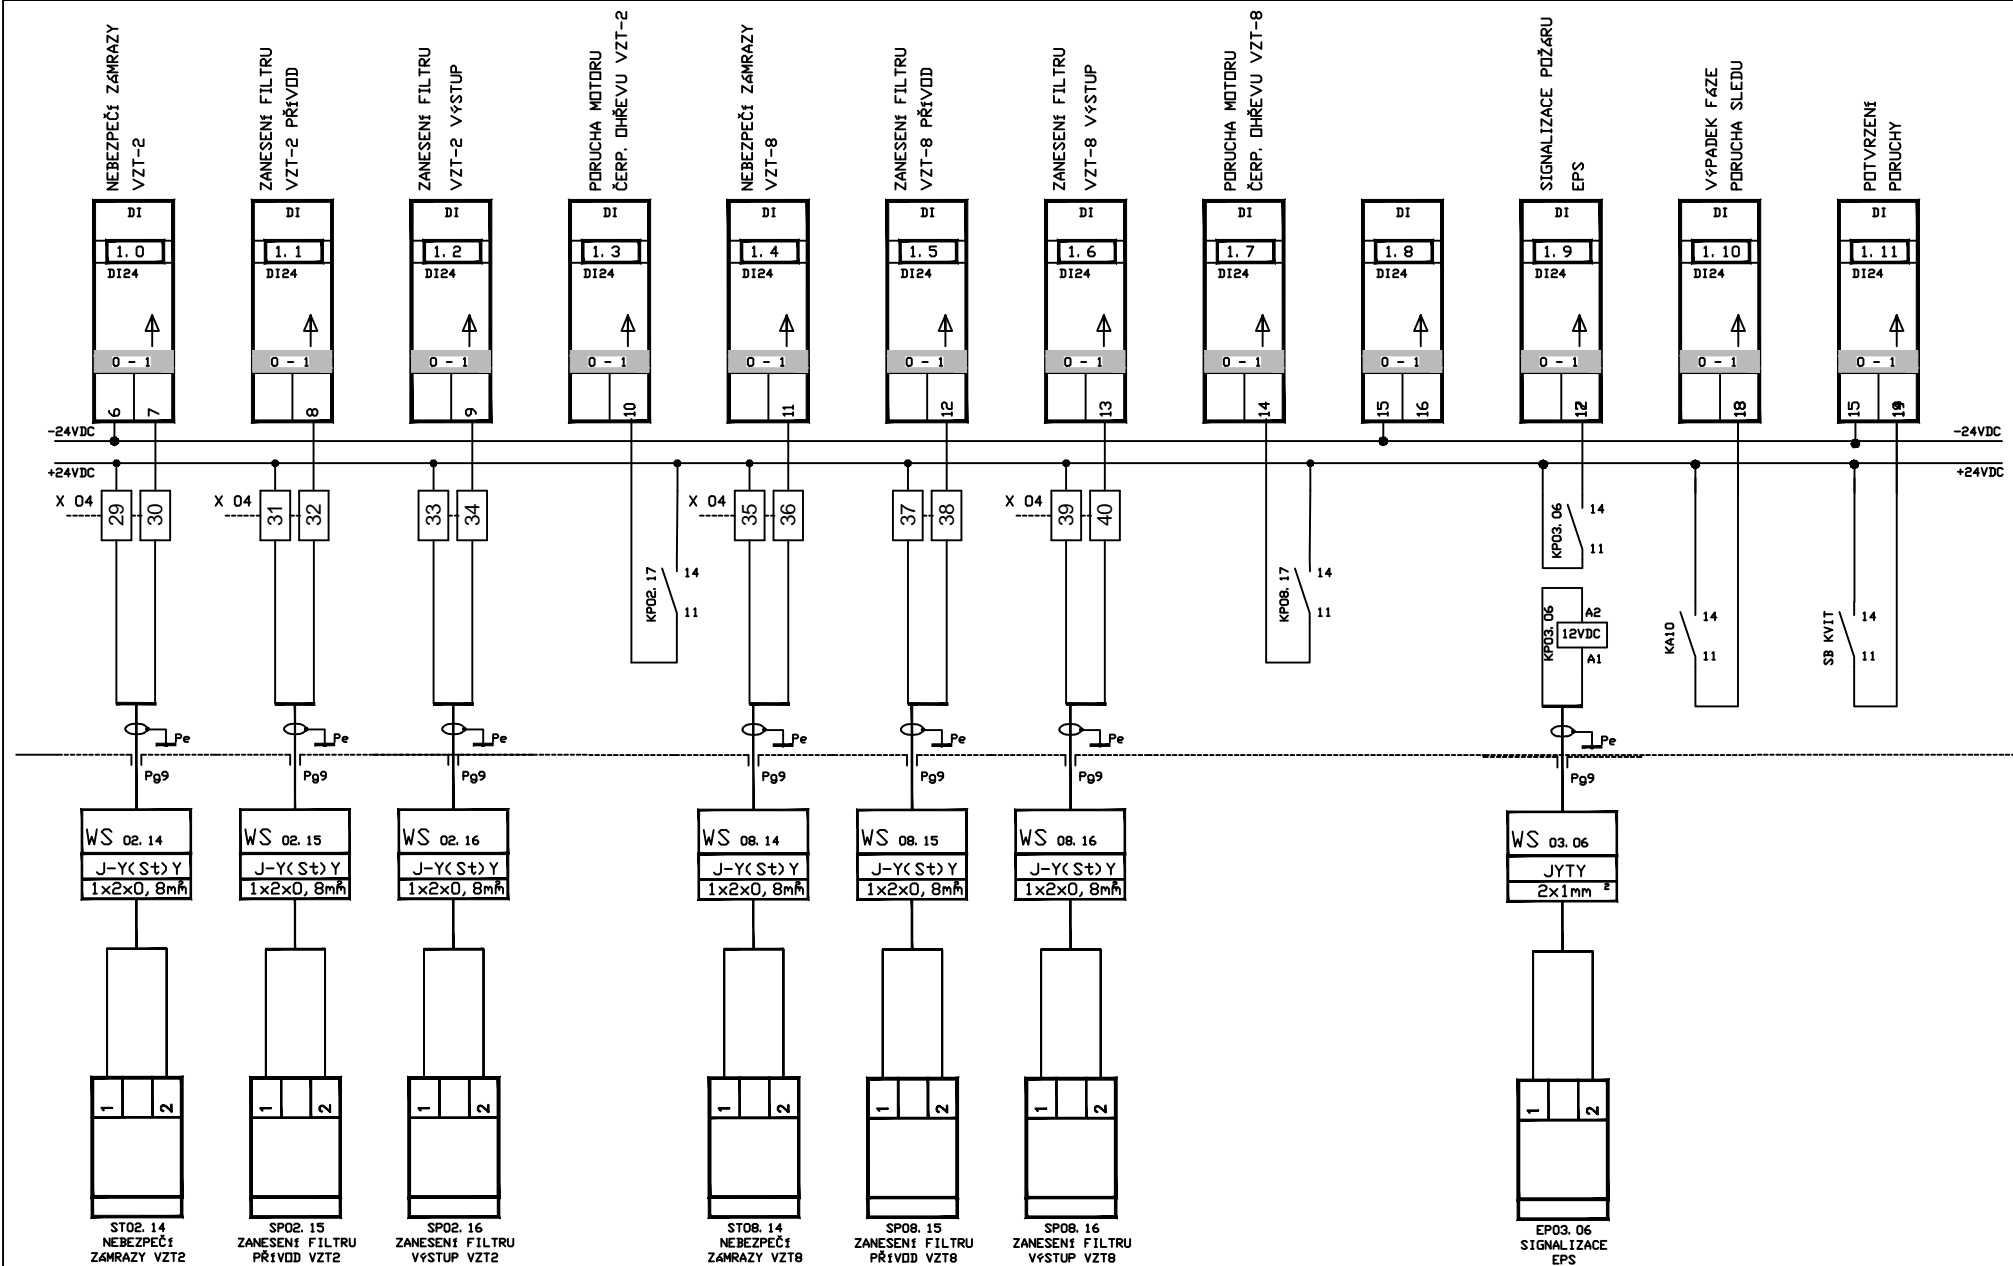 NEBEZPEČÍ ZÁMRAZY
VZT-2
ZANESENÍ FILTRU
VZT-2 PŘÍVOD
ZANESENÍ FILTRU
VZT-2 VÝSTUP
PORUCHA MOTORU
ČERP. OHŘEVU VZT-2
NEBEZPEČÍ ZÁMRAZY
VZT-8
ZANESENÍ FILTRU
VZT-8 PŘÍVOD
ZANESENÍ FILTRU
VZT-8 VÝSTUP
PORUCHA MOTORU
ČERP. OHŘEVU VZT-8
SIGNALIZACE POŽÁRU
EPS
VÝPADEK FÁZE
PORUCHA SLEDU
POTVRZENÍ
PORUCHY
DI DI DI DI DI DI DI DI DI DI DI DI
1.0 1.1 1.2 1.3 1.4 1.5 1.6 1.7 1.8 1.9 1.10 1.11
DI24 DI24 DI24 DI24 DI24 DI24 DI24 DI24 DI24 DI24 DI24 DI24
0 - 1 0 - 1 0 - 1 0 - 1 0 - 1 0 - 1 0 - 1 0 - 1 0 - 1 0 - 1 0 - 1 0 - 1
6 7 8 9 10 11 12 13 14 15 16 18 15
-24VDC -24VDC
+24VDC +24VDC
X 04 29 30 X 04 31 32 33 34 X 04 35 36 37 38 X 04 39 40
KP02.17 14 11
KP08.17 14 11
KP03.06 14 11
KP03.06 A2 12VDC A1
KA10 14 11
SB KVIT 14 11
Pe Pe Pe Pe Pe Pe Pe
Pg9 Pg9 Pg9 Pg9 Pg9 Pg9 Pg9
WS 02.14
J-Y(St)Y
1x2x0,8mm²
WS 02.15
J-Y(St)Y
1x2x0,8mm²
WS 02.16
J-Y(St)Y
1x2x0,8mm²
WS 08.14
J-Y(St)Y
1x2x0,8mm²
WS 08.15
J-Y(St)Y
1x2x0,8mm²
WS 08.16
J-Y(St)Y
1x2x0,8mm²
WS 03.06
JYTY
2x1mm²
1 2 1 2 1 2 1 2 1 2 1 2 1 2
ST02.14
NEBEZPEČÍ
ZÁMRAZY VZT2
SP02.15
ZANESENÍ FILTRU
PŘÍVOD VZT2
SP02.16
ZANESENÍ FILTRU
VÝSTUP VZT2
ST08.14
NEBEZPEČÍ
ZÁMRAZY VZT8
SP08.15
ZANESENÍ FILTRU
PŘÍVOD VZT8
SP08.16
ZANESENÍ FILTRU
VÝSTUP VZT8
EP03.06
SIGNALIZACE
EPS